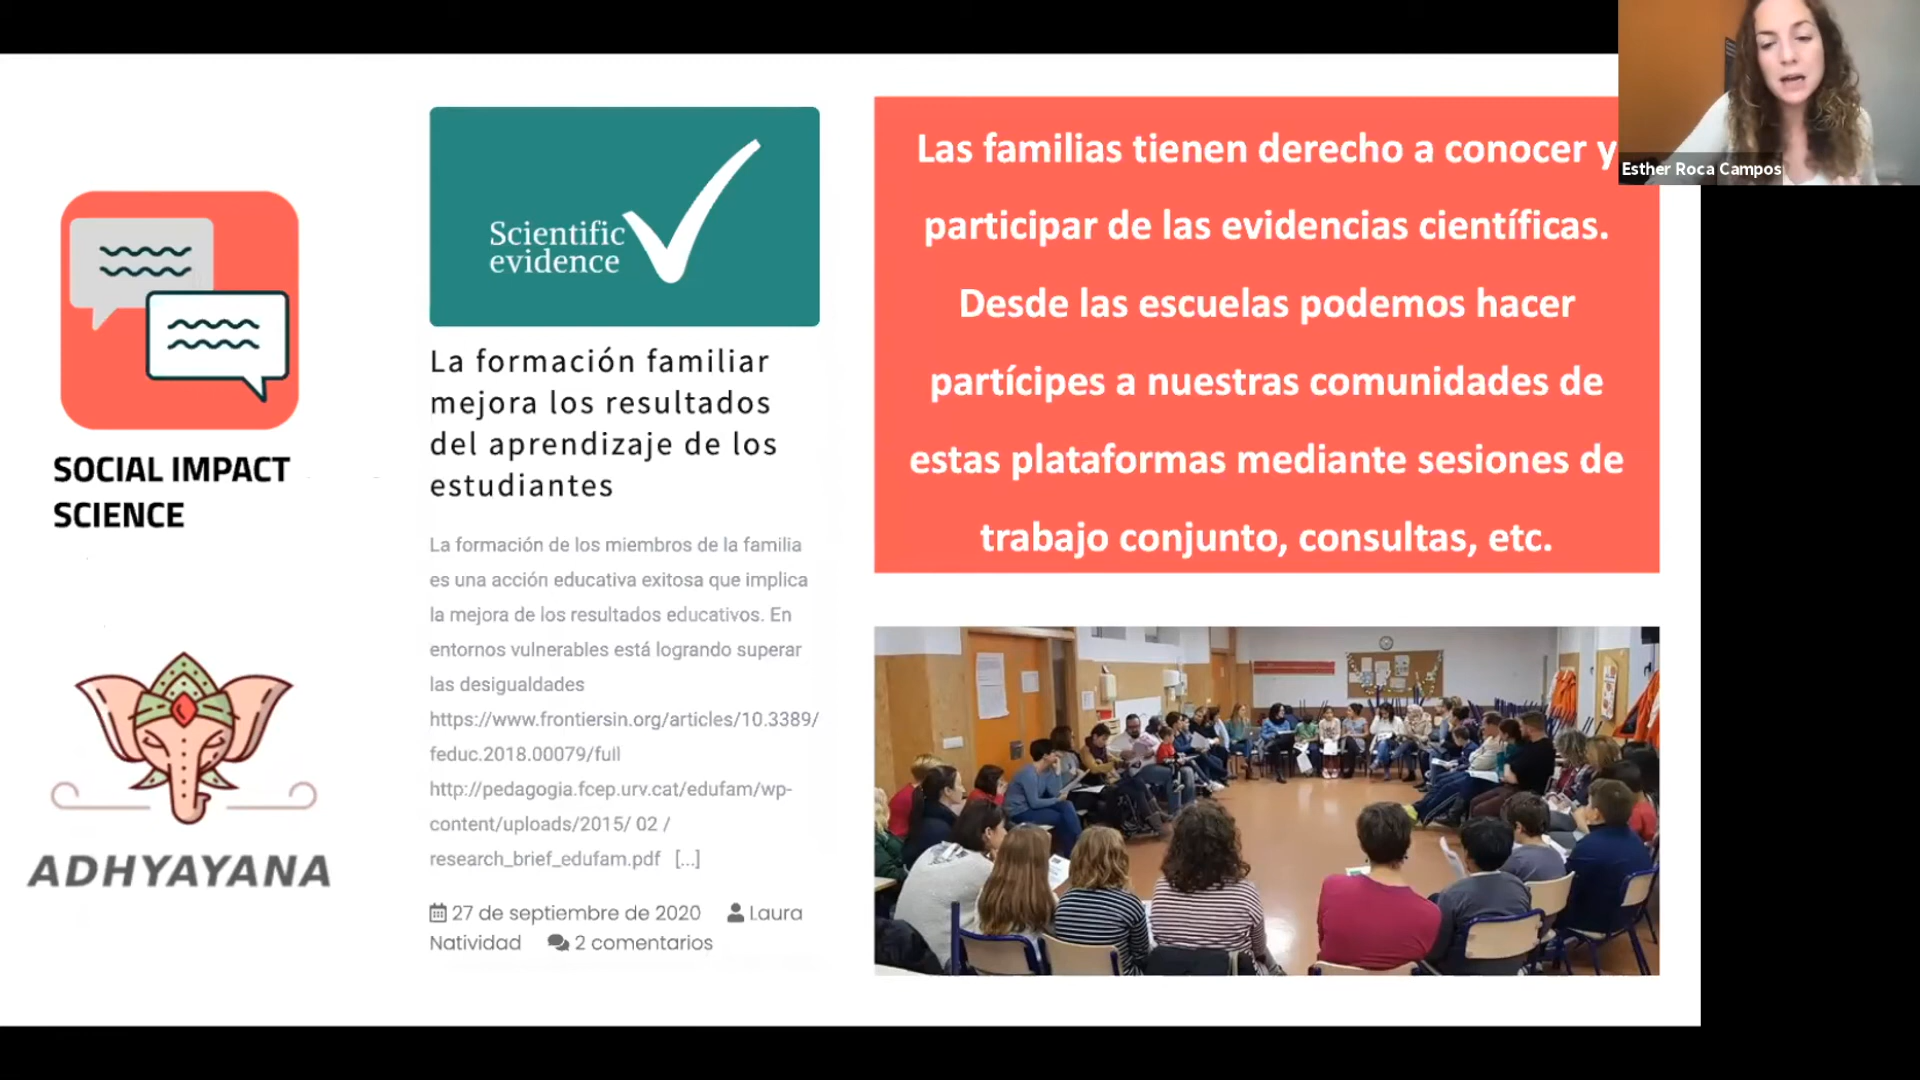 SOCIAL IMPACT
SCIENCE
ADHYAYANA
Scientific
evidence
La formación familiar
mejora los resultados
del aprendizaje de los
estudiantes
La formación de los miembros de la familia
es una acción educativa exitosa que implica
la mejora de los resultados educativos. En
entornos vulnerables está logrando superar
las desigualdades
https://www.frontiersin.org/articles/10.3389/
feduc.2018.00079/full
http://pedagogia.fcep.urv.cat/edufam/wp-
content/uploads/2015/ 02 /
research_brief_edufam.pdf [...]
27 de septiembre de 2020 Laura
Natividad 2 comentarios
Las familias tienen derecho a conocer y
participar de las evidencias científicas.
Desde las escuelas podemos hacer
partícipes a nuestras comunidades de
estas plataformas mediante sesiones de
trabajo conjunto, consultas, etc.
Esther Roca Campos